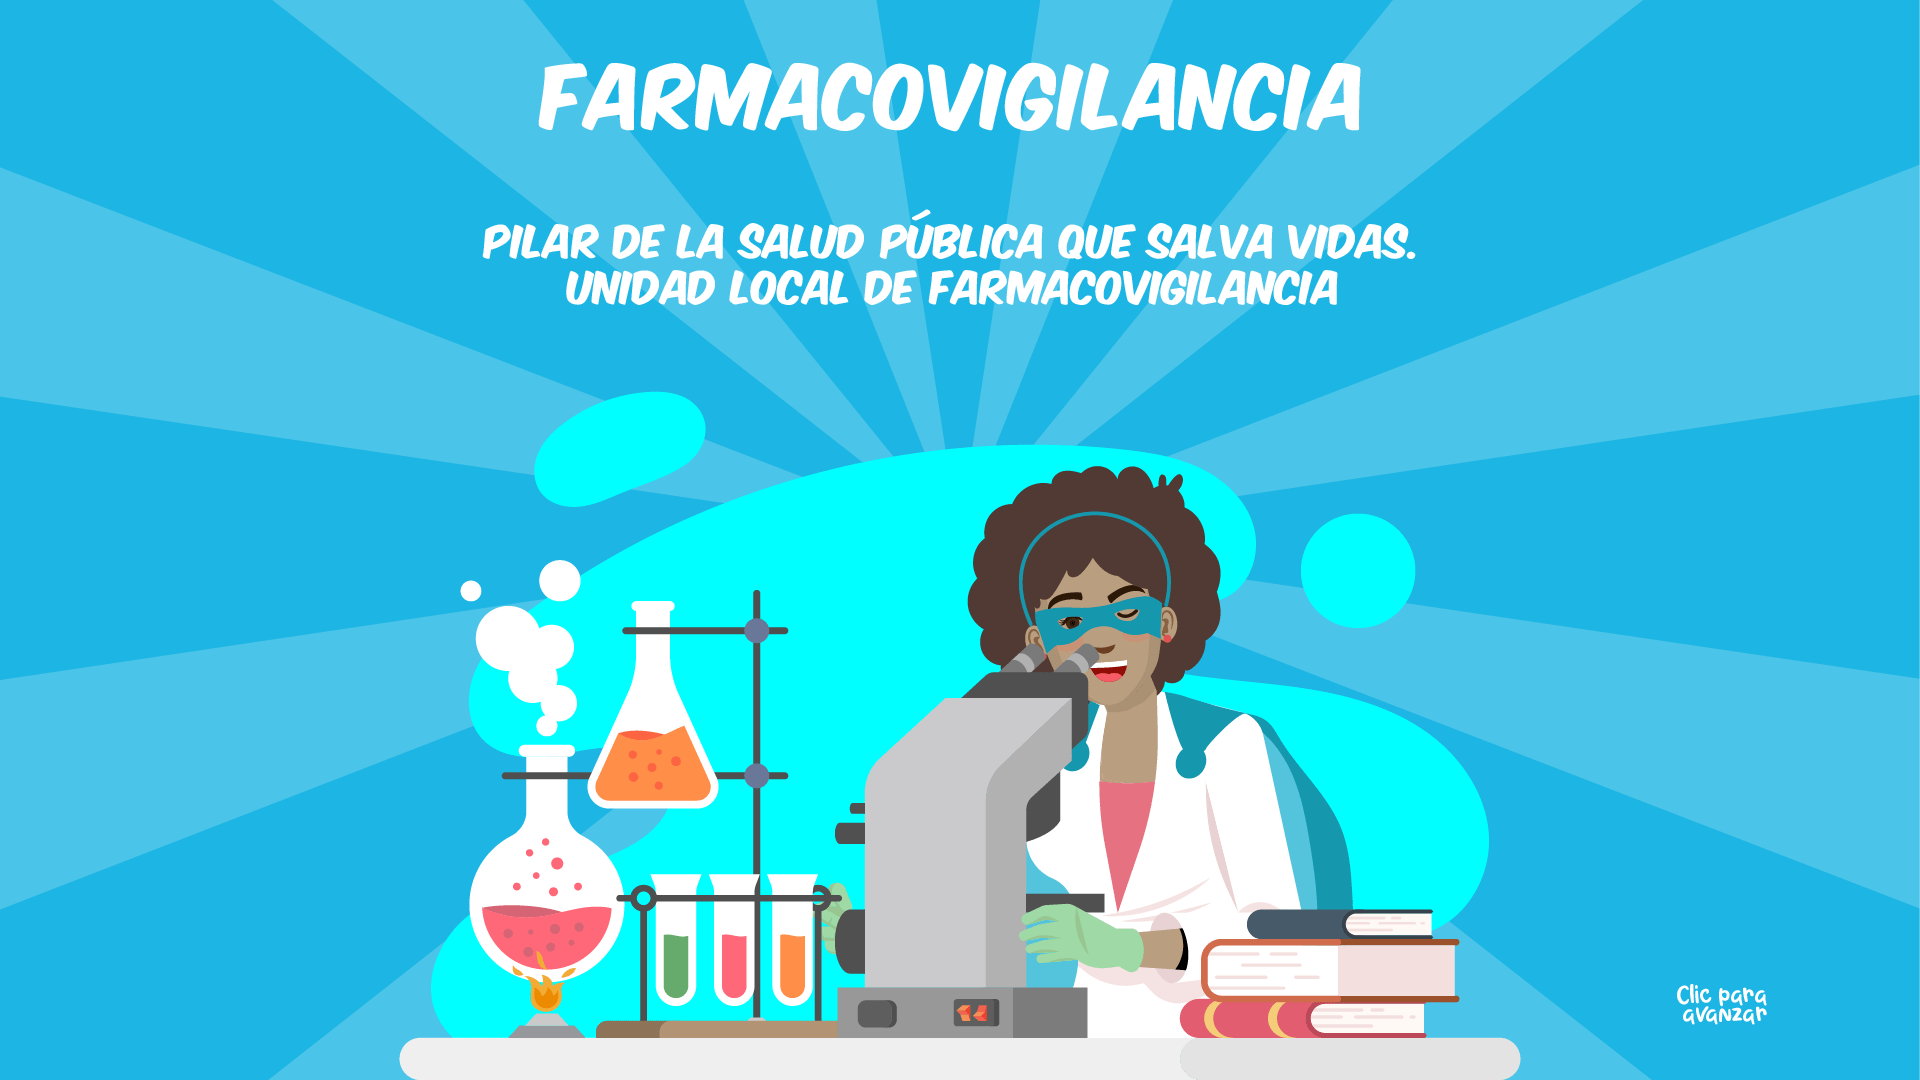 FARMACOVIGILANCIA
PILAR DE LA SALUD PÚBLICA QUE SALVA VIDAS.
UNIDAD LOCAL DE FARMACOVIGILANCIA
Clic para
avanzar